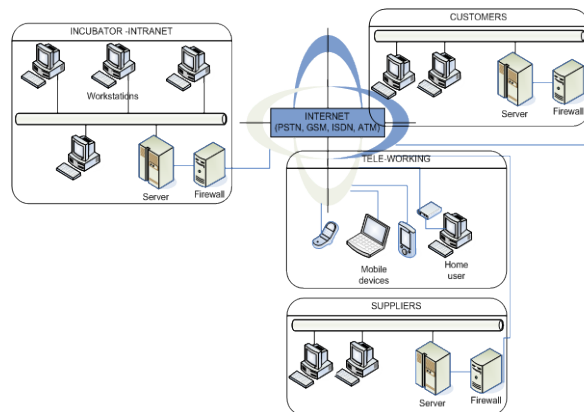 INCUBATOR -INTRANET
Workstations
Server
Firewall
CUSTOMERS
Server
Firewall
INTERNET
(PSTN, GSM, ISDN, ATM)
TELE-WORKING
Mobile
devices
Home
user
SUPPLIERS
Server
Firewall